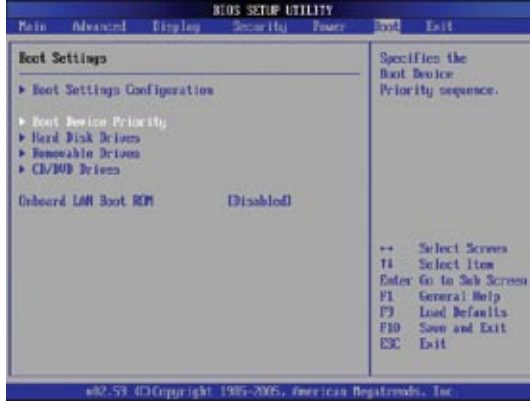 BIOS SETUP UTILITY
Main Advanced Display Security Power Boot Exit
Boot Settings
Boot Settings Configuration
Boot Device Priority
Hard Disk Drives
Removable Drives
CD/DVD Drives
Onboard LAN Boot ROM [Disabled]
Specifies the
Boot Device
Priority sequence.
↔ Select Screen
↑↓ Select Item
Enter Go to Sub Screen
F1 General Help
F9 Load Defaults
F10 Save and Exit
ESC Exit
v02.59 (C)Copyright 1985-2005, American Megatrends, Inc.